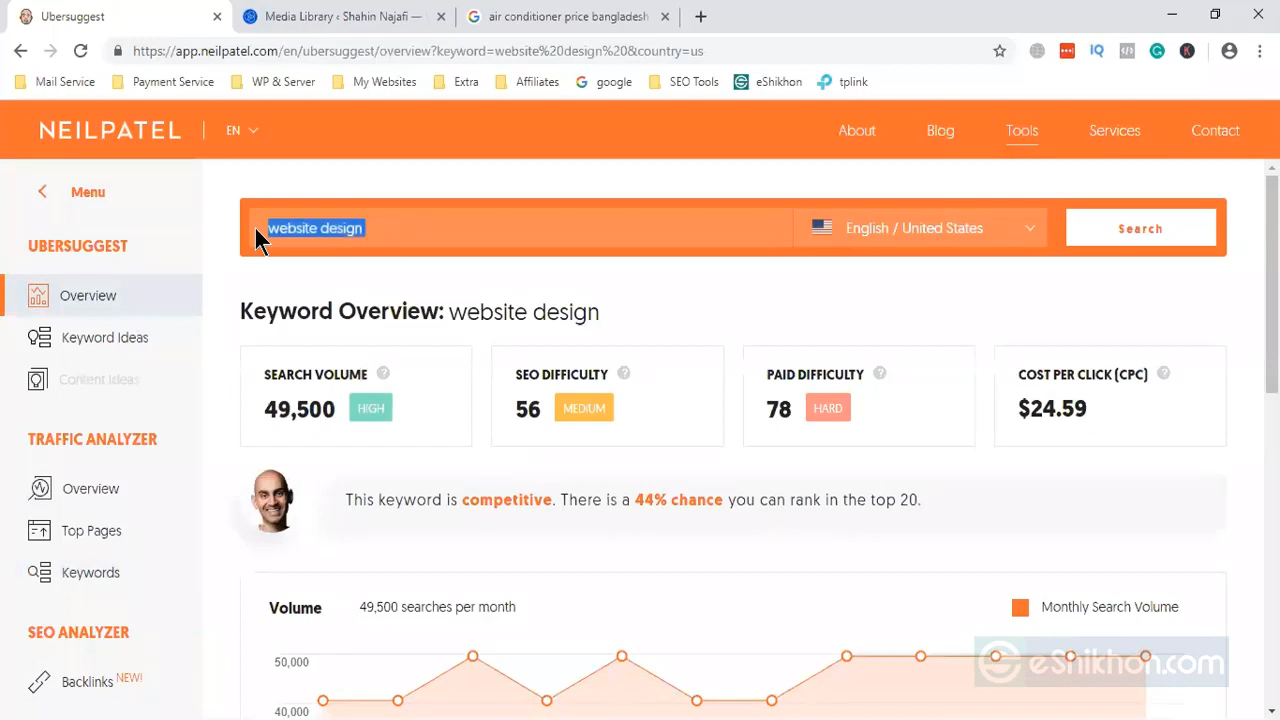 Ubersuggest
Media Library ‹ Shahin Najafi —
air conditioner price bangladesh
https://app.neilpatel.com/en/ubersuggest/overview?keyword=website%20design%20&country=us
IQ
K
Mail Service
Payment Service
WP & Server
My Websites
Extra
Affiliates
google
SEO Tools
eShikhon
tplink
NEILPATEL
EN
About
Blog
Tools
Services
Contact
Menu
UBERSUGGEST
Overview
Keyword Ideas
Content Ideas
TRAFFIC ANALYZER
Overview
Top Pages
Keywords
SEO ANALYZER
Backlinks NEW!
website design
English / United States
Search
Keyword Overview: website design
SEARCH VOLUME ?
49,500 HIGH
SEO DIFFICULTY ?
56 MEDIUM
PAID DIFFICULTY ?
78 HARD
COST PER CLICK (CPC) ?
$24.59
This keyword is competitive. There is a 44% chance you can rank in the top 20.
Volume
49,500 searches per month
Monthly Search Volume
50,000
40,000
eShikhon.com